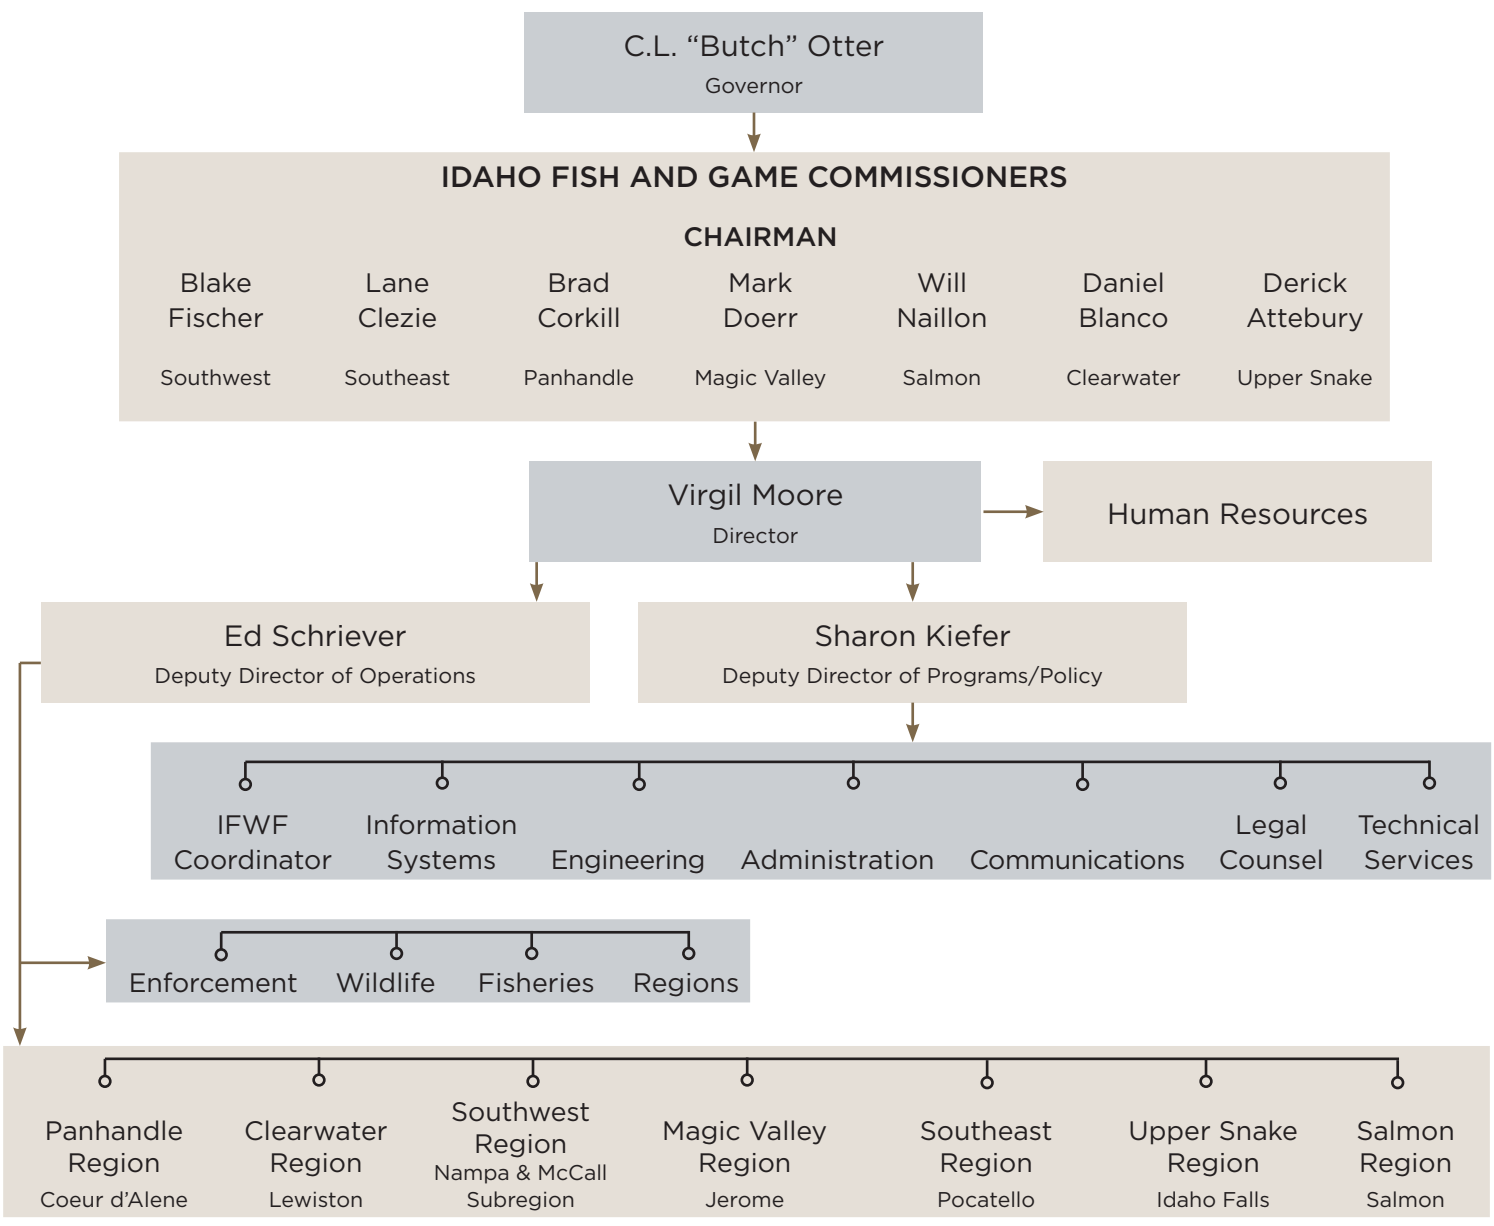 C.L. “Butch” Otter
Governor
IDAHO FISH AND GAME COMMISSIONERS
CHAIRMAN
Blake
Fischer
Southwest
Lane
Clezie
Southeast
Brad
Corkill
Panhandle
Mark
Doerr
Magic Valley
Will
Naillon
Salmon
Daniel
Blanco
Clearwater
Derick
Attebury
Upper Snake
Virgil Moore
Director
Human Resources
Ed Schriever
Deputy Director of Operations
Sharon Kiefer
Deputy Director of Programs/Policy
IFWF
Coordinator
Information
Systems
Engineering
Administration
Communications
Legal
Counsel
Technical
Services
Enforcement
Wildlife
Fisheries
Regions
Panhandle
Region
Coeur d’Alene
Clearwater
Region
Lewiston
Southwest
Region
Nampa & McCall
Subregion
Magic Valley
Region
Jerome
Southeast
Region
Pocatello
Upper Snake
Region
Idaho Falls
Salmon
Region
Salmon